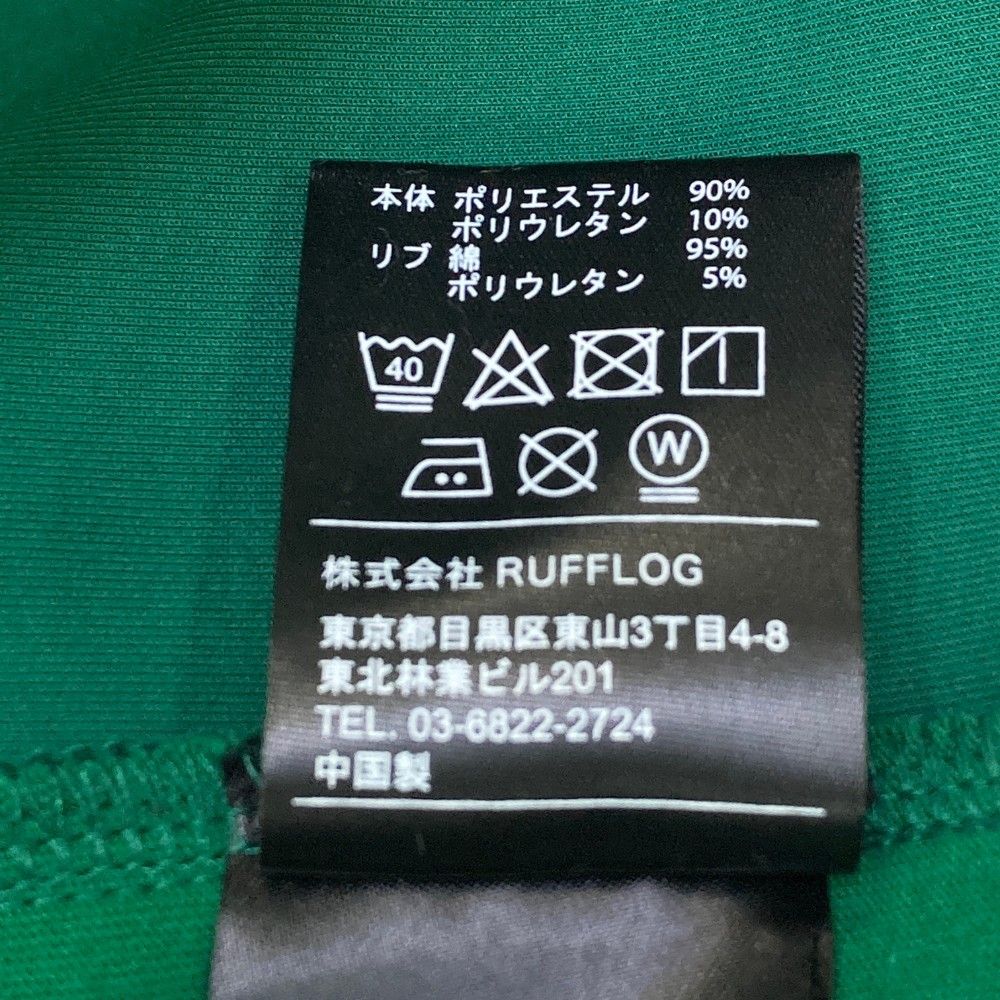 本体 ポリエステル 90%
ポリウレタン 10%
リブ 綿 95%
ポリウレタン 5%
40
W
株式会社 RUFFLOG
東京都目黒区東山3丁目4-8
東北林業ビル201
TEL. 03-6822-2724
中国製